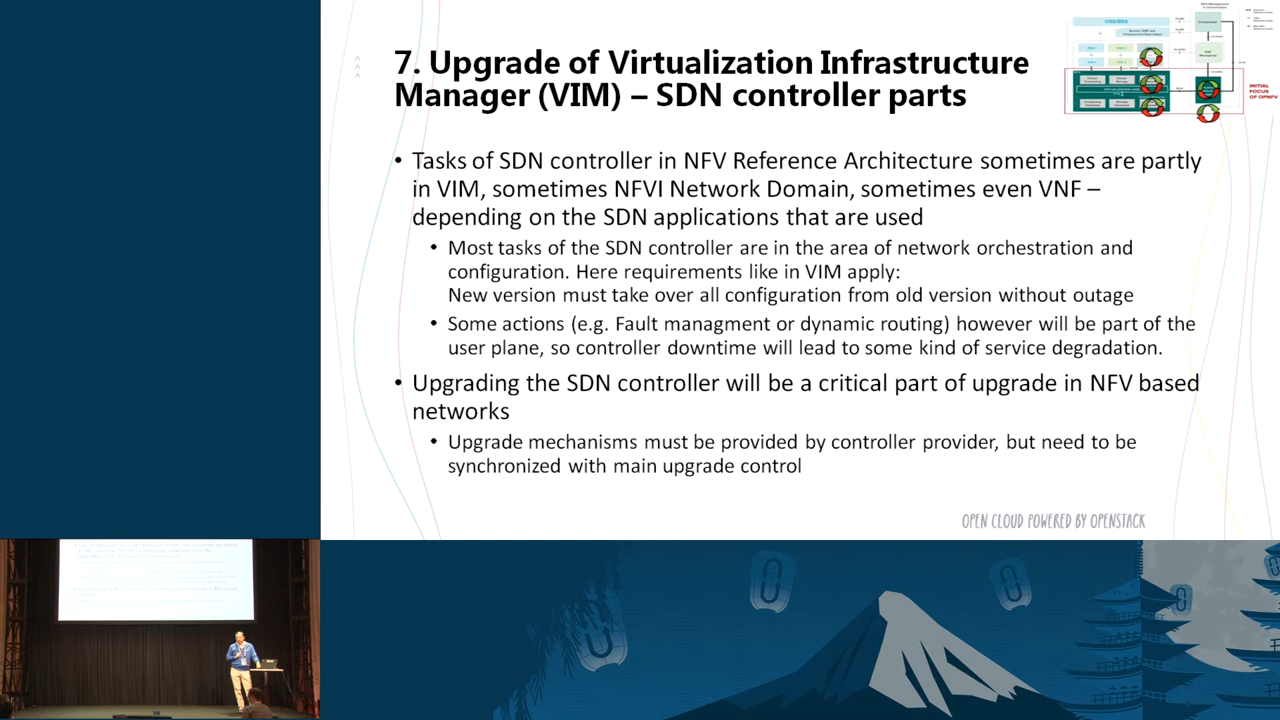 7. Upgrade of Virtualization Infrastructure
Manager (VIM) – SDN controller parts
• Tasks of SDN controller in NFV Reference Architecture sometimes are partly
in VIM, sometimes NFVI Network Domain, sometimes even VNF –
depending on the SDN applications that are used
• Most tasks of the SDN controller are in the area of network orchestration and
configuration. Here requirements like in VIM apply:
New version must take over all configuration from old version without outage
• Some actions (e.g. Fault managment or dynamic routing) however will be part of the
user plane, so controller downtime will lead to some kind of service degradation.
• Upgrading the SDN controller will be a critical part of upgrade in NFV based
networks
• Upgrade mechanisms must be provided by controller provider, but need to be
synchronized with main upgrade control
INITIAL
FOCUS
OF OPNFV
OPEN CLOUD POWERED BY OPENSTACK